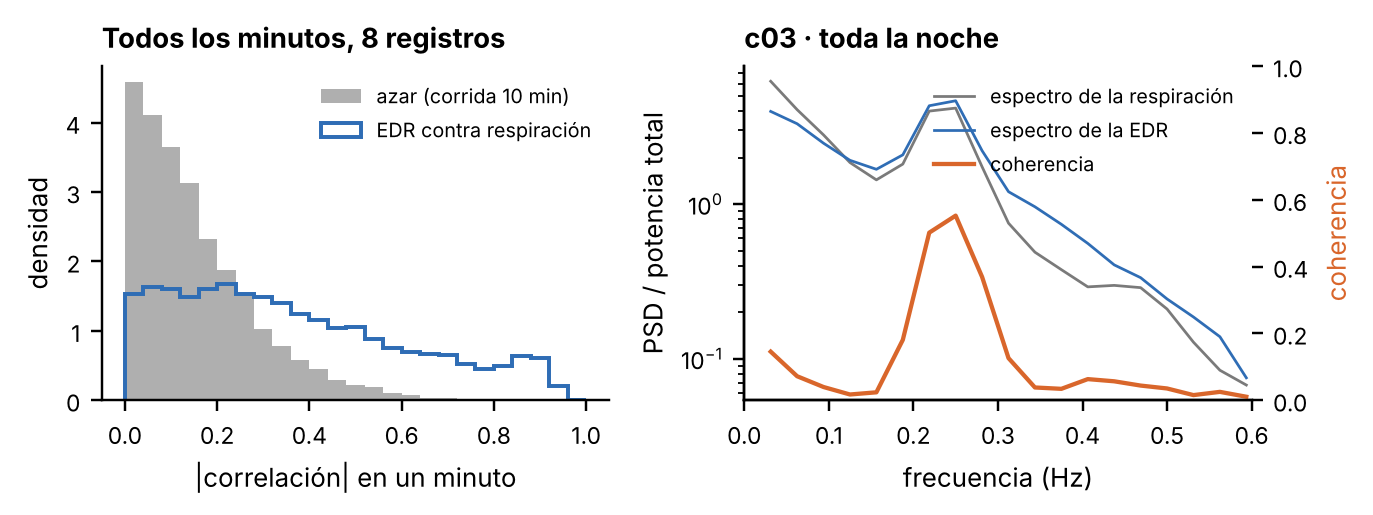 Todos los minutos, 8 registros
azar (corrida 10 min)
EDR contra respiración
densidad
0
1
2
3
4
0.0 0.2 0.4 0.6 0.8 1.0
|correlación| en un minuto
c03 · toda la noche
espectro de la respiración
espectro de la EDR
coherencia
PSD / potencia total
10⁰
10⁻¹
0.0 0.1 0.2 0.3 0.4 0.5 0.6
frecuencia (Hz)
1.0
0.8
0.6
0.4
0.2
0.0
coherencia